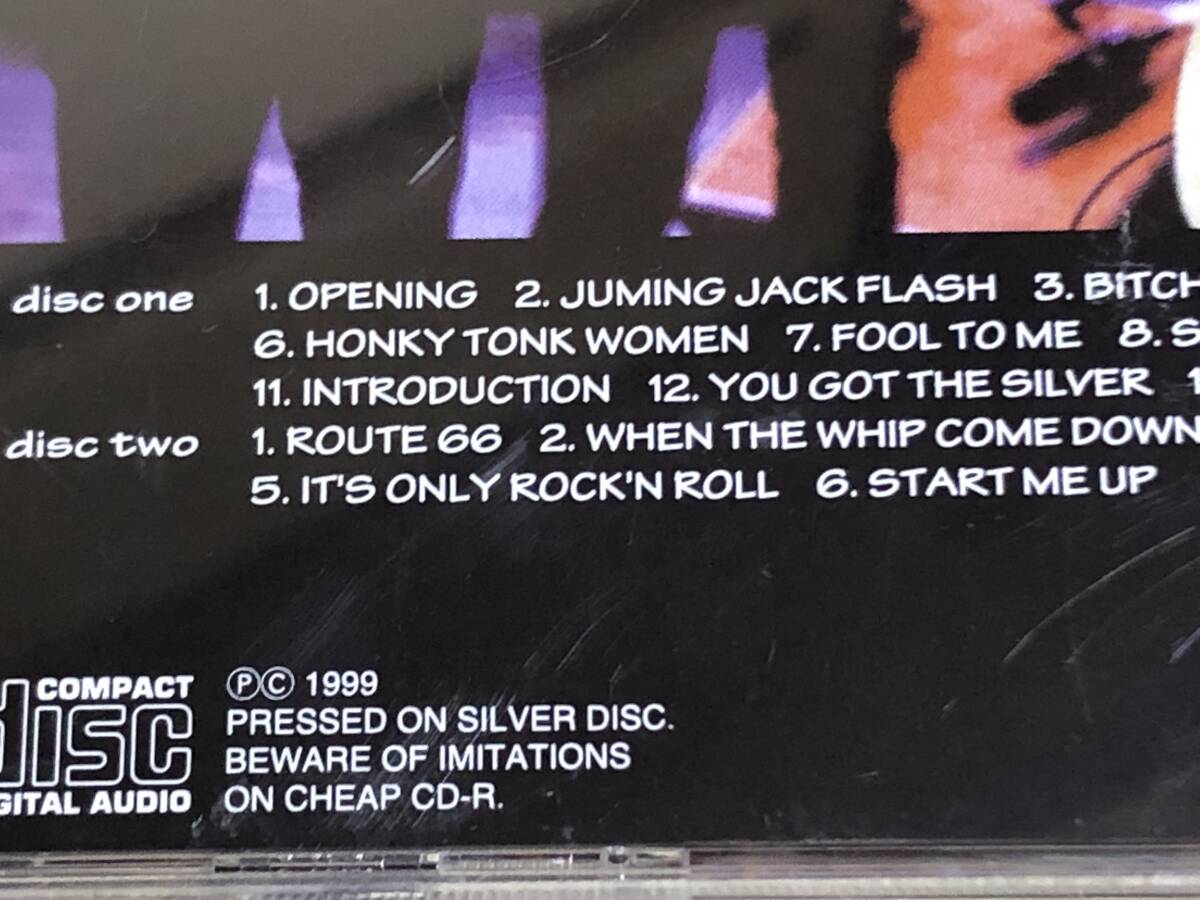 disc one 1. OPENING 2. JUMING JACK FLASH 3. BITCH
6. HONKY TONK WOMEN 7. FOOL TO ME 8. S
11. INTRODUCTION 12. YOU GOT THE SILVER 1
disc two 1. ROUTE 66 2. WHEN THE WHIP COME DOWN
5. IT'S ONLY ROCK'N ROLL 6. START ME UP
COMPACT
disc
GITAL AUDIO
Ⓟ© 1999
PRESSED ON SILVER DISC.
BEWARE OF IMITATIONS
ON CHEAP CD-R.